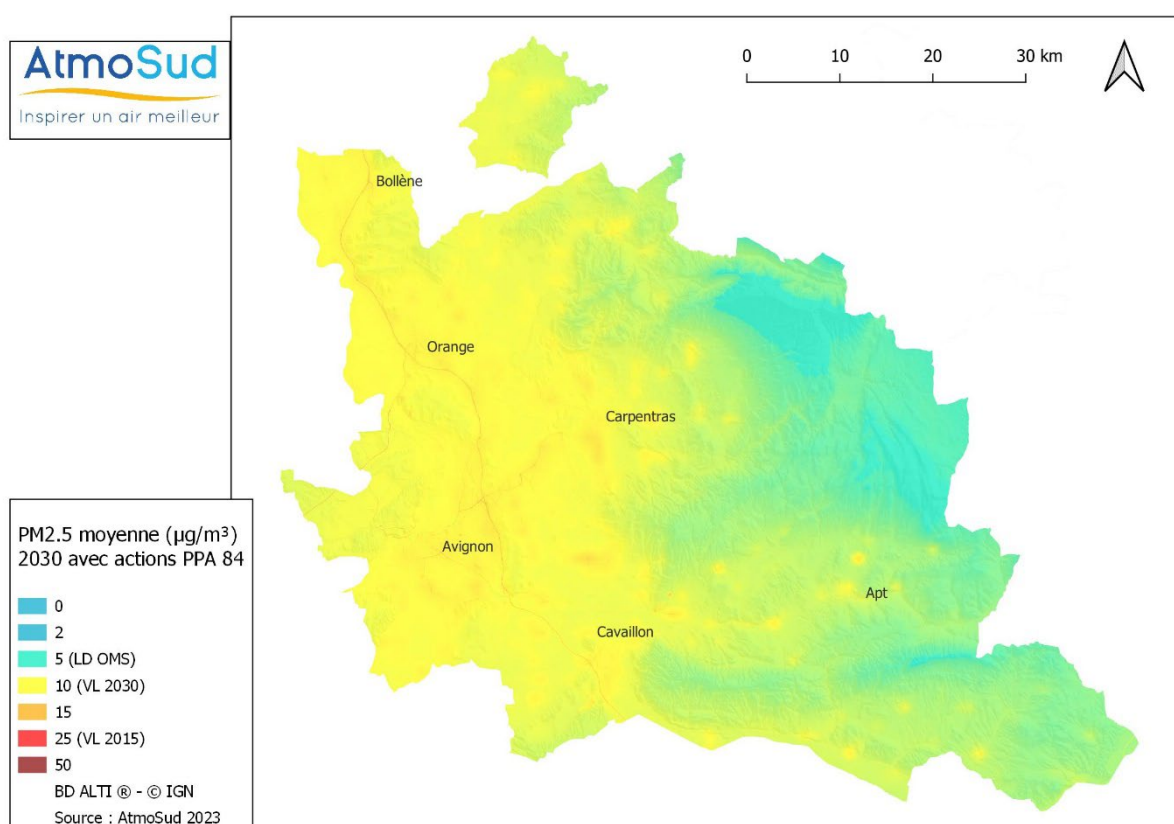 AtmoSud
Inspirer un air meilleur
0 10 20 30 km
Bollène
Orange
Carpentras
Avignon
Apt
Cavaillon
PM2.5 moyenne (µg/m³)
2030 avec actions PPA 84
0
2
5 (LD OMS)
10 (VL 2030)
15
25 (VL 2015)
50
BD ALTI ® - © IGN
Source : AtmoSud 2023